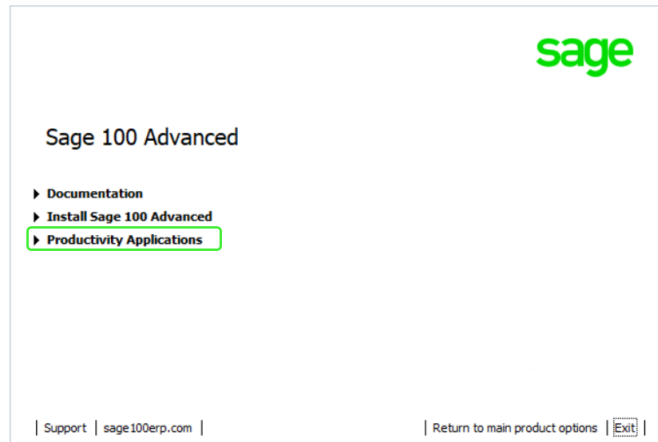 sage
Sage 100 Advanced
Documentation
Install Sage 100 Advanced
Productivity Applications
Support | sage100erp.com | Return to main product options | Exit |